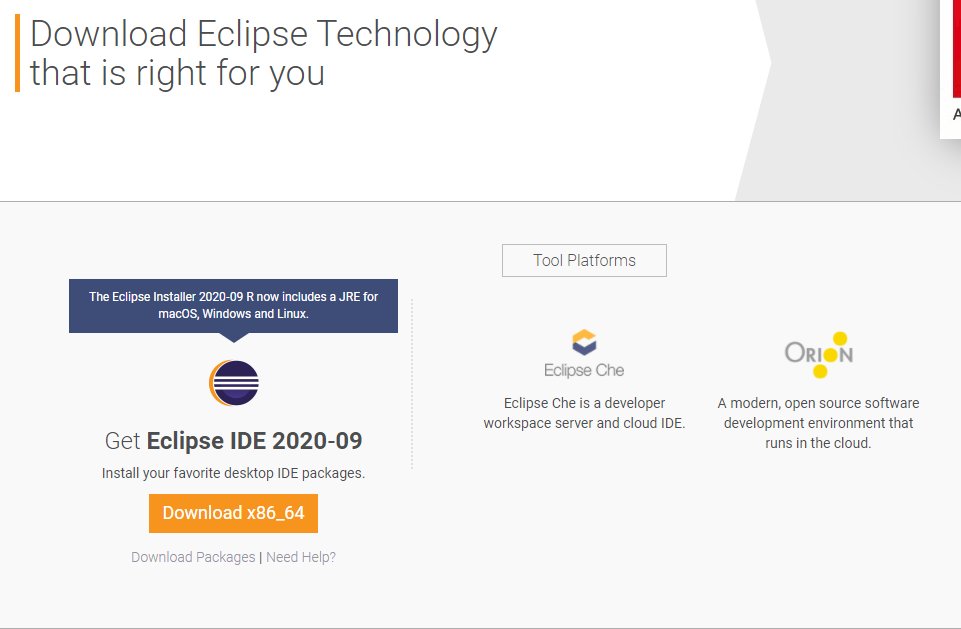 Download Eclipse Technology
that is right for you
A
Tool Platforms
The Eclipse Installer 2020-09 R now includes a JRE for
macOS, Windows and Linux.
Get Eclipse IDE 2020-09
Install your favorite desktop IDE packages.
Download x86_64
Download Packages | Need Help?
Eclipse Che
Eclipse Che is a developer
workspace server and cloud IDE.
ORION
A modern, open source software
development environment that
runs in the cloud.